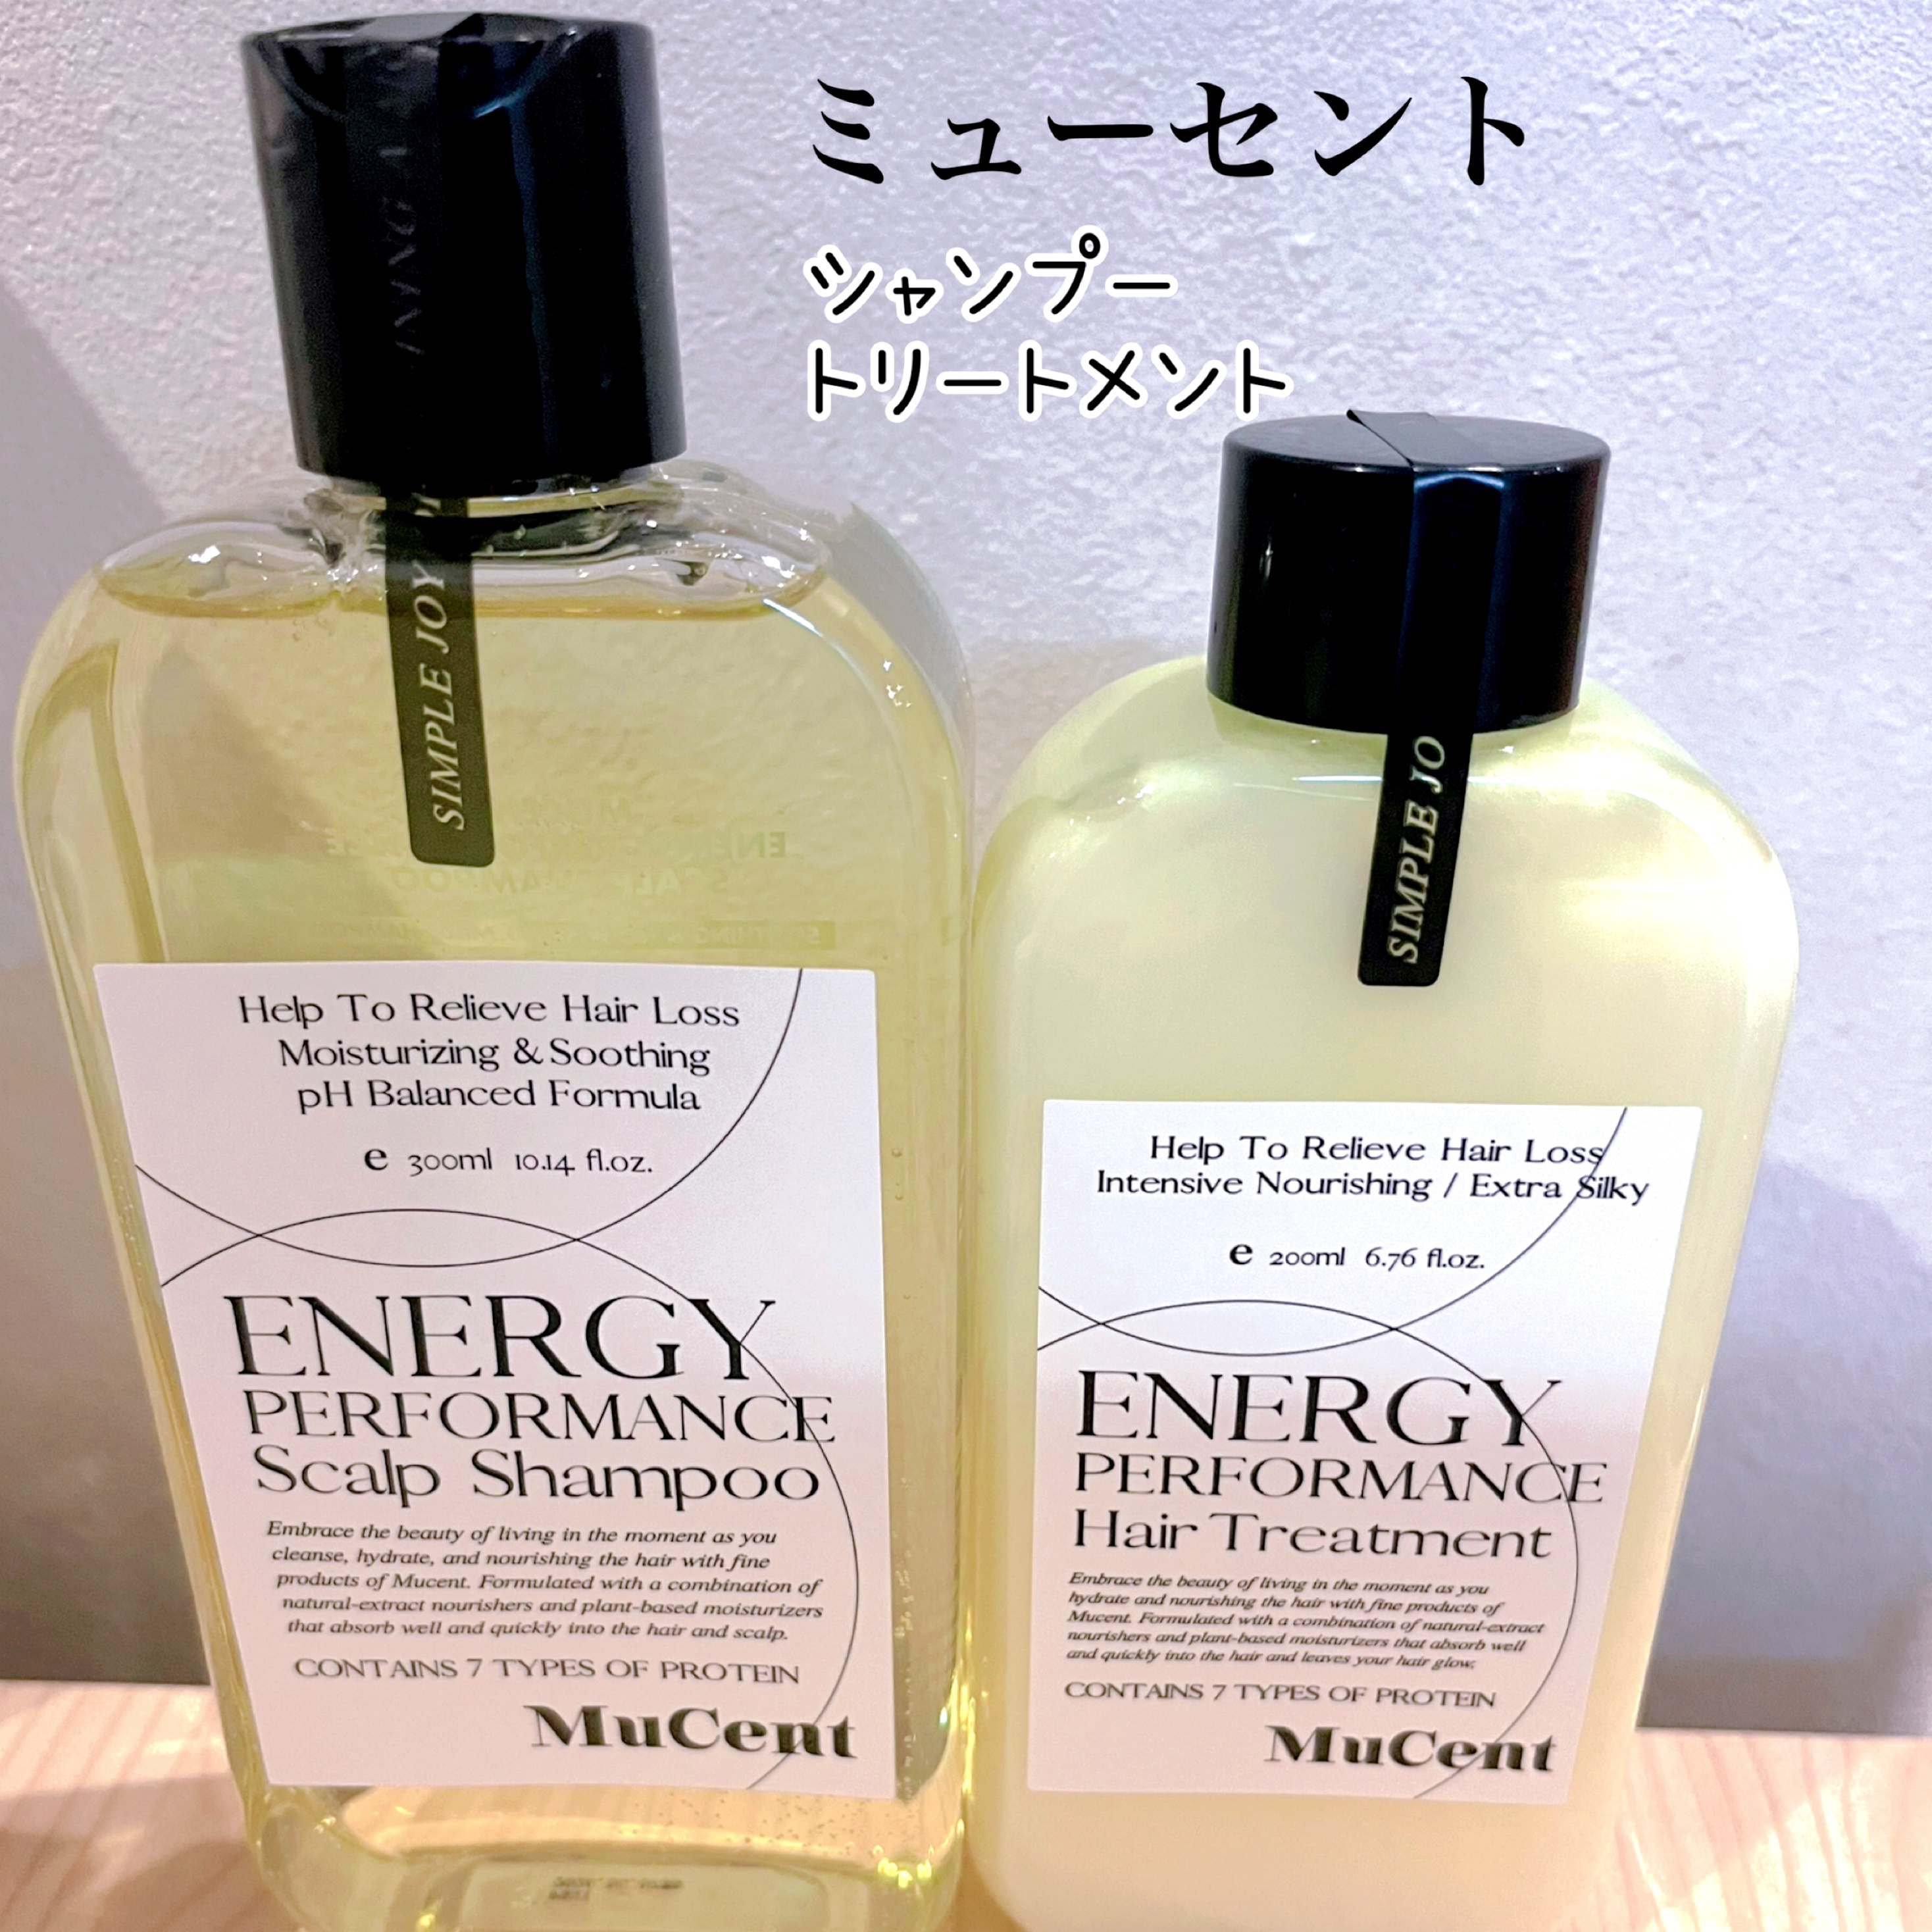 ミューセント
シャンプー
トリートメント
SIMPLE JOY
Help To Relieve Hair Loss
Moisturizing & Soothing
pH Balanced Formula
e 300ml 10.14 fl.oz.
ENERGY
PERFORMANCE
Scalp Shampoo
Embrace the beauty of living in the moment as you
cleanse, hydrate, and nourishing the hair with fine
products of Mucent. Formulated with a combination of
natural-extract nourishers and plant-based moisturizers
that absorb well and quickly into the hair and scalp.
CONTAINS 7 TYPES OF PROTEIN
MuCent
SIMPLE JO
Help To Relieve Hair Loss
Intensive Nourishing / Extra Silky
e 200ml 6.76 fl.oz.
ENERGY
PERFORMANCE
Hair Treatment
Embrace the beauty of living in the moment as you
hydrate and nourishing the hair with fine products of
Mucent. Formulated with a combination of natural-extract
nourishers and plant-based moisturizers that absorb well
and quickly into the hair and leaves your hair glow.
CONTAINS 7 TYPES OF PROTEIN
MuCent